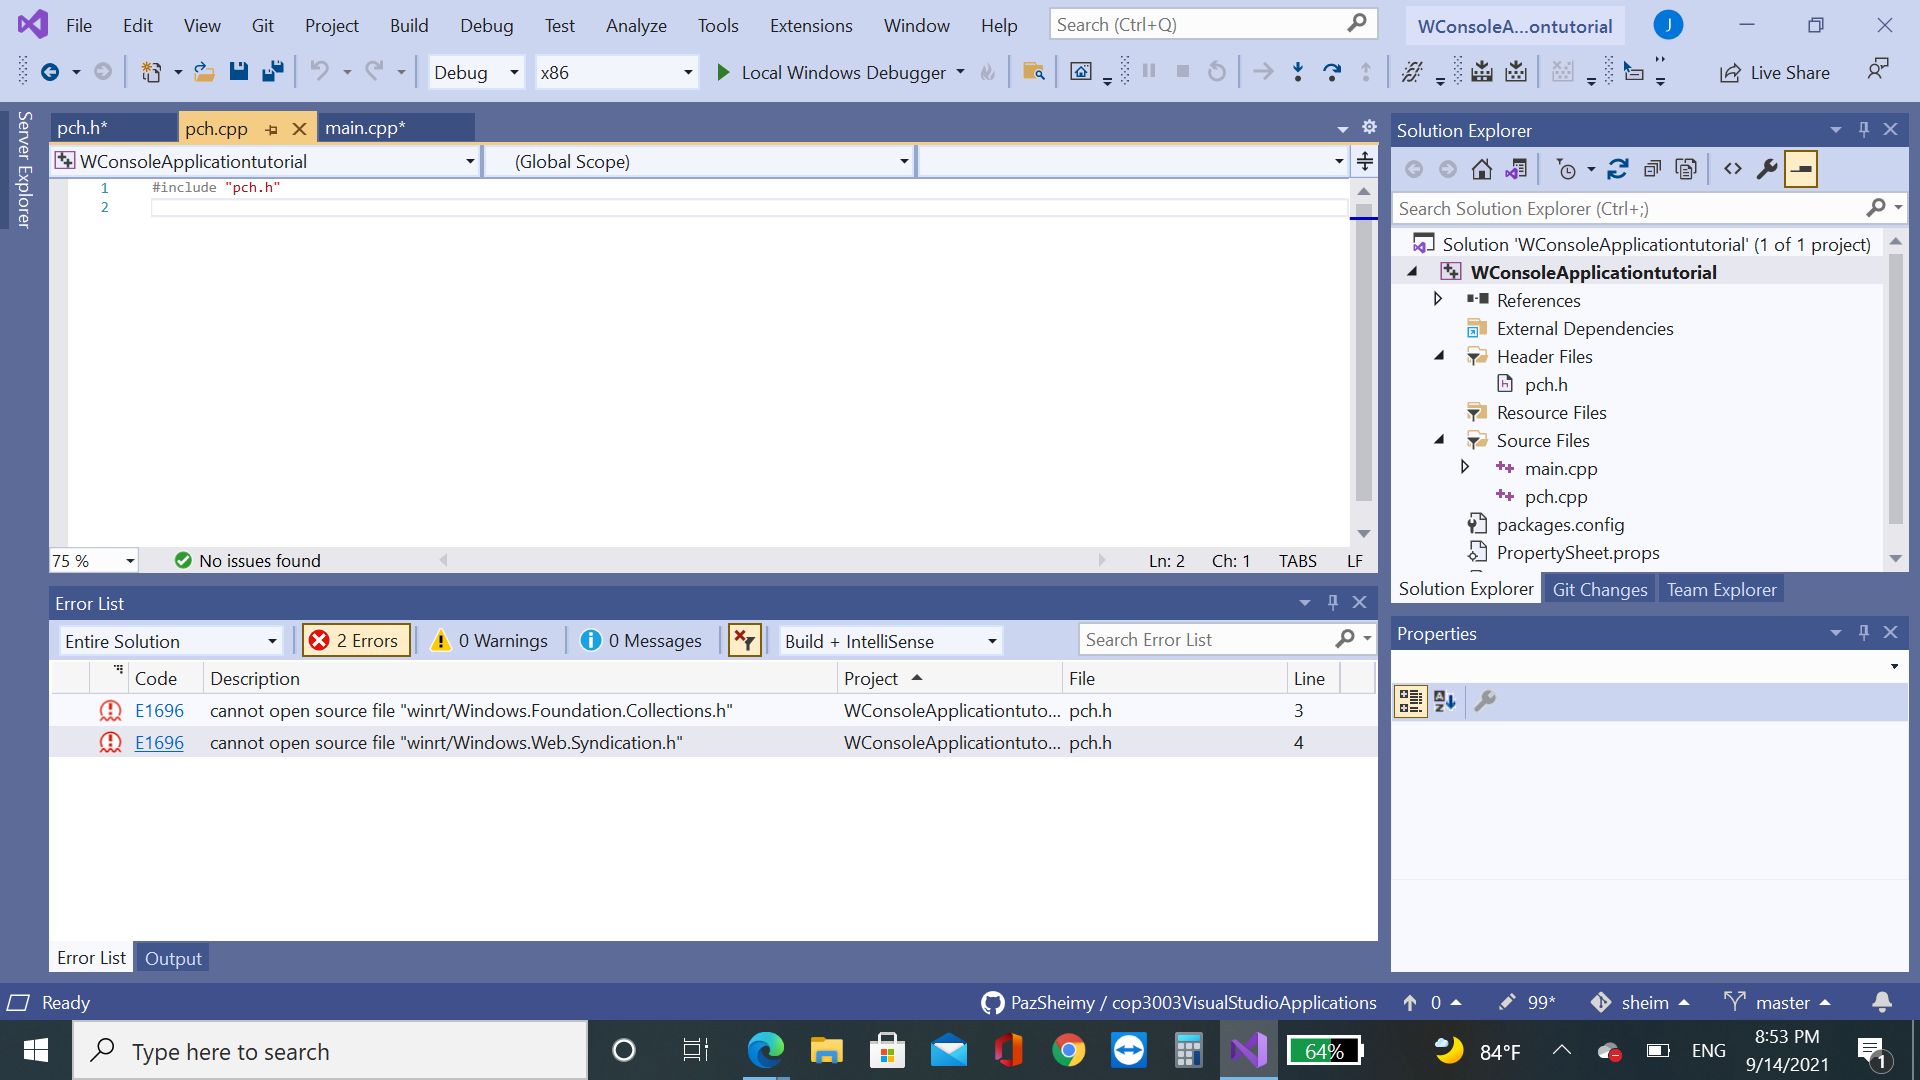 File Edit View Git Project Build Debug Test Analyze Tools Extensions Window Help Search (Ctrl+Q) WConsoleA...ontutorial J
Debug x86 Local Windows Debugger Live Share
Server Explorer
pch.h* pch.cpp main.cpp*
WConsoleApplicationtutorial (Global Scope)
1 #include "pch.h"
2
75 % No issues found Ln: 2 Ch: 1 TABS LF
Error List
Entire Solution 2 Errors 0 Warnings 0 Messages Build + IntelliSense Search Error List
Code Description Project File Line
E1696 cannot open source file "winrt/Windows.Foundation.Collections.h" WConsoleApplicationtuto... pch.h 3
E1696 cannot open source file "winrt/Windows.Web.Syndication.h" WConsoleApplicationtuto... pch.h 4
Error List Output
Solution Explorer
Search Solution Explorer (Ctrl+;)
Solution 'WConsoleApplicationtutorial' (1 of 1 project)
WConsoleApplicationtutorial
References
External Dependencies
Header Files
pch.h
Resource Files
Source Files
main.cpp
pch.cpp
packages.config
PropertySheet.props
Solution Explorer Git Changes Team Explorer
Properties
Ready PazSheimy / cop3003VisualStudioApplications 0 99* sheim master
Type here to search 64% 84°F ENG 8:53 PM
9/14/2021 1